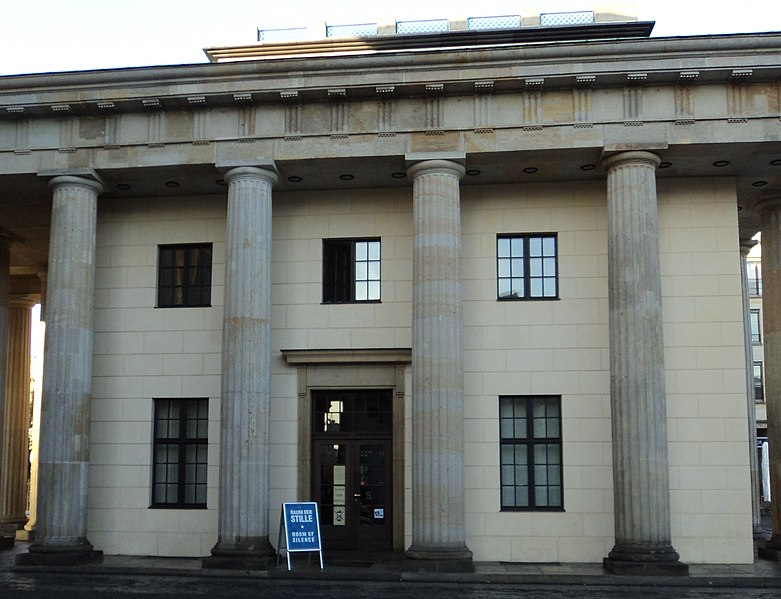 RAUM DER
STILLE
ROOM OF
SILENCE